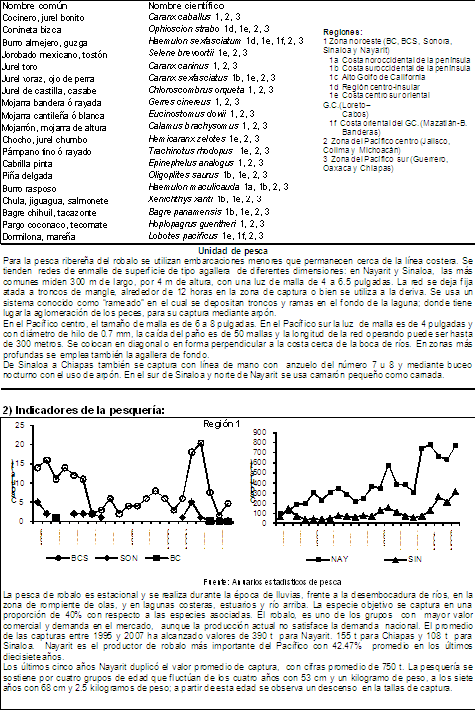 Nombre común Nombre científico
Cocinero, jurel bonito Caranx caballus 1, 2, 3
Corvineta bizca Ophioscion strabo 1d, 1e, 2, 3
Burro almejero, guzga Haemulon sexfasciatum 1d, 1e, 1f, 2, 3
Jorobado mexicano, tostón Selene brevoortii 1e, 2, 3
Jurel toro Caranx caninus 1, 2, 3
Jurel voraz, ojo de perra Caranx sexfasciatus 1b, 1e, 2, 3
Jurel de castilla, casabe Chloroscombrus orqueta 1, 2, 3
Mojarra bandera ó rayada Gerres cinereus 1, 2, 3
Mojarra cantileña ó blanca Eucinostomus dowii 1, 2, 3
Mojarrón, mojarra de altura Calamus brachysomus 1, 2, 3
Chocho, jurel chumbo Hemicaranx zelotes 1e, 2, 3
Pámpano fino ó rayado Trachinotus rhodopus 1e, 2, 3
Cabrilla pinta Epinephelus analogus 1, 2, 3
Piña delgada Oligoplites saurus 1b, 1e, 2, 3
Burro rasposo Haemulon maculicauda 1a, 1b, 2, 3
Chula, jiguagua, salmonete Xenichthys xanti 1b, 1e, 2, 3
Bagre chihuil, tacazonte Bagre panamensis 1b, 1e, 2, 3
Pargo coconaco, tecomate Hoplopagrus guentheri 1, 2, 3
Dormilona, mareña Lobotes pacificus 1e, 1f, 2, 3
Regiones:
1 Zona noroeste (BC, BCS, Sonora,
Sinaloa y Nayarit)
1a Costa noroccidental de la península
1b Costa suroccidental de la península
1c Alto Golfo de California
1d Región centro-insular
1e Costa centro sur oriental
G.C.(Loreto–
Cabos)
1f Costa oriental del GC.(Mazatlán-B.
Banderas)
2 Zona del Pacífico centro (Jalisco,
Colima y Michoacán)
3 Zona del Pacífico sur (Guerrero,
Oaxaca y Chiapas)
Unidad de pesca
Para la pesca ribereña del robalo se utilizan embarcaciones menores que permanecen cerca de la línea costera. Se
tienden redes de enmalle de superficie de tipo agallera de diferentes dimensiones: en Nayarit y Sinaloa, las más
comunes miden 300 m de largo, por 4 m de altura, con una luz de malla de 4 a 6.5 pulgadas. La red se deja fija
atada a troncos de mangle, alrededor de 12 horas en la zona de captura o bien se utiliza a la deriva. Se usa un
sistema conocido como "rameado" en el cual se depositan troncos y ramas en el fondo de la laguna; donde tiene
lugar la aglomeración de los peces, para su captura mediante arpón.
En el Pacífico centro, el tamaño de malla es de 6 a 8 pulgadas. En el Pacífico sur la luz de malla es de 4 pulgadas y
con diámetro de hilo de 0.7 mm, la caída del paño es de 50 mallas y la longitud de la red operando puede ser hasta
de 300 metros. Se colocan en diagonal o en forma perpendicular a la costa cerca de la boca de ríos. En zonas más
profundas se emplea también la agallera de fondo.
De Sinaloa a Chiapas también se captura con línea de mano con anzuelo del número 7 u 8 y mediante buceo
nocturno con el uso de arpón. En el sur de Sinaloa y norte de Nayarit se usa camarón pequeño como carnada.
2) Indicadores de la pesquería:
Región 1
25
20
15
10
5
0
BCS SON BC
900
800
700
600
500
400
300
200
100
0
NAY SIN
Fuente: Anuarios estadísticos de pesca
La pesca de robalo es estacional y se realiza durante la época de lluvias, frente a la desembocadura de ríos, en la
zona de rompiente de olas, y en lagunas costeras, estuarios y río arriba. La especie objetivo se captura en una
proporción de 40% con respecto a las especies asociadas. El robalo, es uno de los grupos con mayor valor
comercial y demanda en el mercado, aunque la producción actual no satisface la demanda nacional. El promedio
de las capturas entre 1995 y 2007 ha alcanzado valores de 390 t para Nayarit. 155 t para Chiapas y 108 t para
Sinaloa. Nayarit es el productor de robalo más importante del Pacífico con 42.47% promedio en los últimos
diecisiete años.
Los últimos cinco años Nayarit duplicó el valor promedio de captura, con cifras promedio de 750 t. La pesquería se
sostiene por cuatro grupos de edad que fluctúan de los cuatro años con 53 cm y un kilogramo de peso, a los siete
años con 68 cm y 2.5 kilogramos de peso; a partir de esta edad se observa un descenso en la tallas de captura.